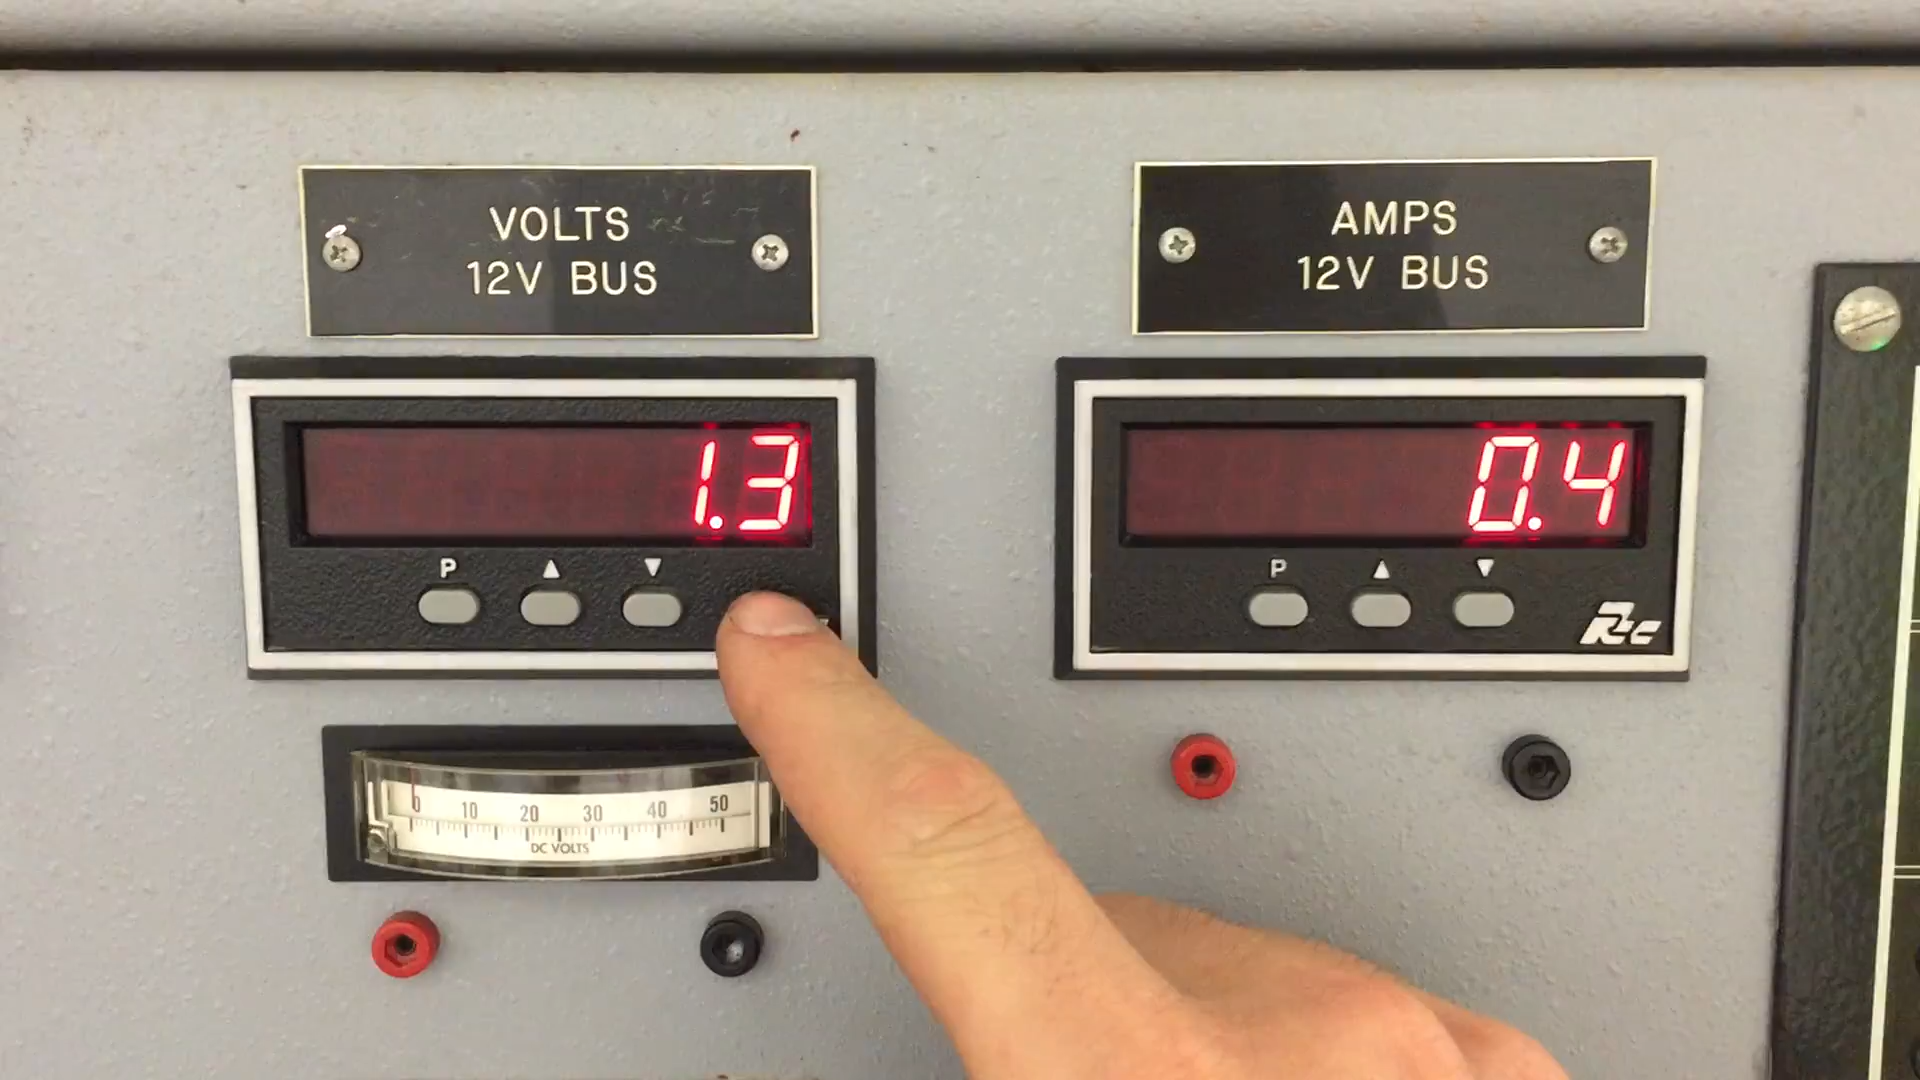 VOLTS
12V BUS
AMPS
12V BUS
1.3
0.4
P ▲ ▼
P ▲ ▼
0 10 20 30 40 50
DC VOLTS